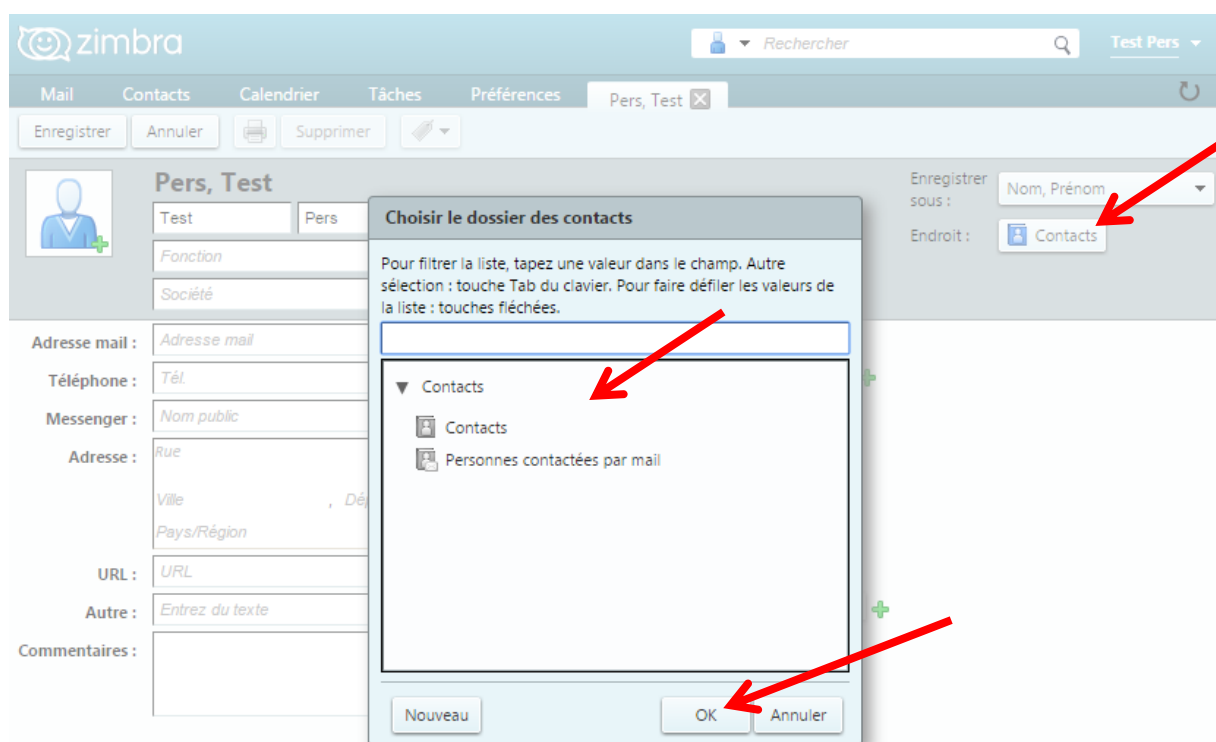 zimbra
Rechercher
Test Pers
Mail Contacts Calendrier Tâches Préférences Pers, Test
Enregistrer Annuler Supprimer
Pers, Test
Enregistrer sous :
Nom, Prénom
Test Pers
Endroit :
Contacts
Fonction
Société
Choisir le dossier des contacts
Pour filtrer la liste, tapez une valeur dans le champ. Autre
sélection : touche Tab du clavier. Pour faire défiler les valeurs de
la liste : touches fléchées.
Contacts
Contacts
Personnes contactées par mail
Nouveau OK Annuler
Adresse mail : Adresse mail
Téléphone : Tél.
Messenger : Nom public
Adresse : Rue
Ville , Dép
Pays/Région
URL : URL
Autre : Entrez du texte
Commentaires :